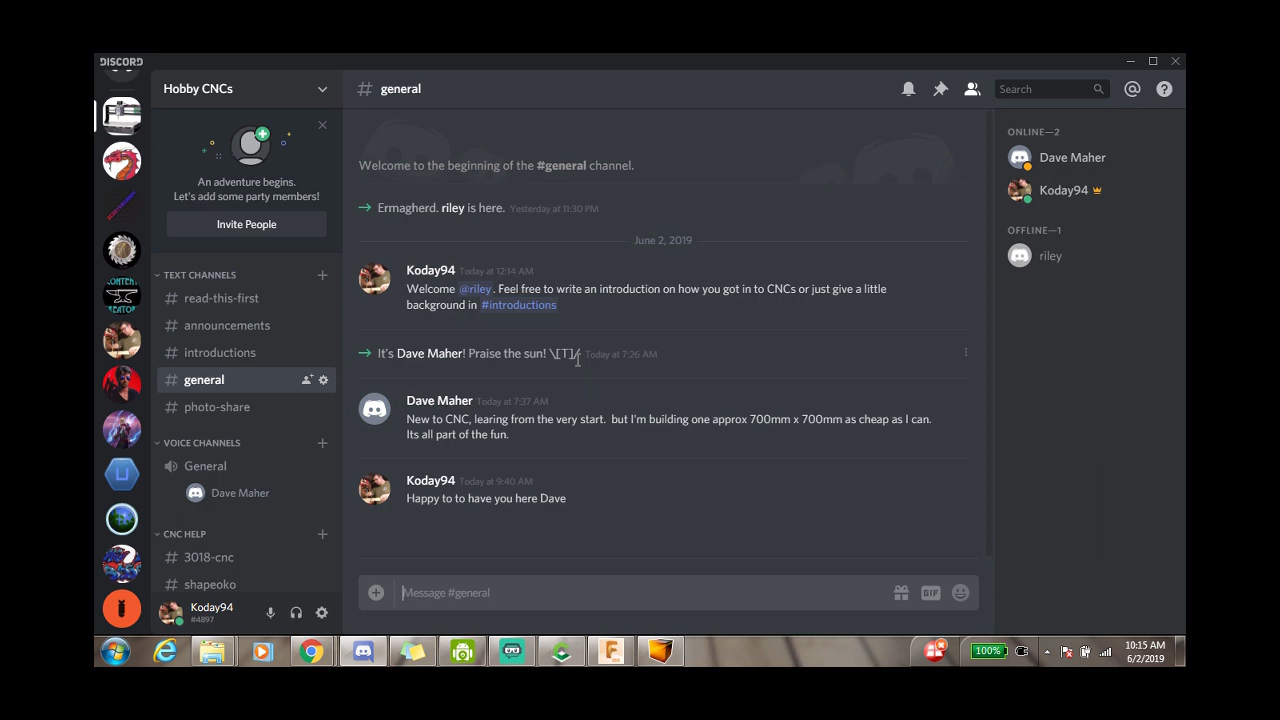 DISCORD
Hobby CNCs
general
Search
An adventure begins.
Let's add some party members!
Invite People
TEXT CHANNELS
read-this-first
announcements
introductions
general
photo-share
VOICE CHANNELS
General
Dave Maher
CNC HELP
3018-cnc
shapeoko
Koday94
#4897
CONTENT
CREATOR
Welcome to the beginning of the #general channel.
Ermagherd. riley is here. Yesterday at 11:30 PM
June 2, 2019
Koday94 Today at 12:14 AM
Welcome @riley. Feel free to write an introduction on how you got in to CNCs or just give a little
background in #introductions
It's Dave Maher! Praise the sun! \[T]/ Today at 7:26 AM
Dave Maher Today at 7:37 AM
New to CNC, learing from the very start. but I'm building one approx 700mm x 700mm as cheap as I can.
Its all part of the fun.
Koday94 Today at 9:40 AM
Happy to to have you here Dave
Message #general
GIF
ONLINE—2
Dave Maher
Koday94
OFFLINE—1
riley
100%
10:15 AM
6/2/2019